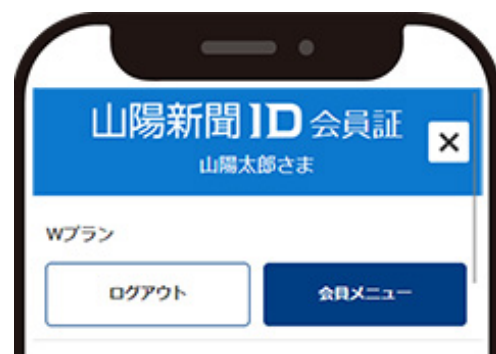 山陽新聞ID会員証
山陽太郎さま
Wプラン
ログアウト
会員メニュー